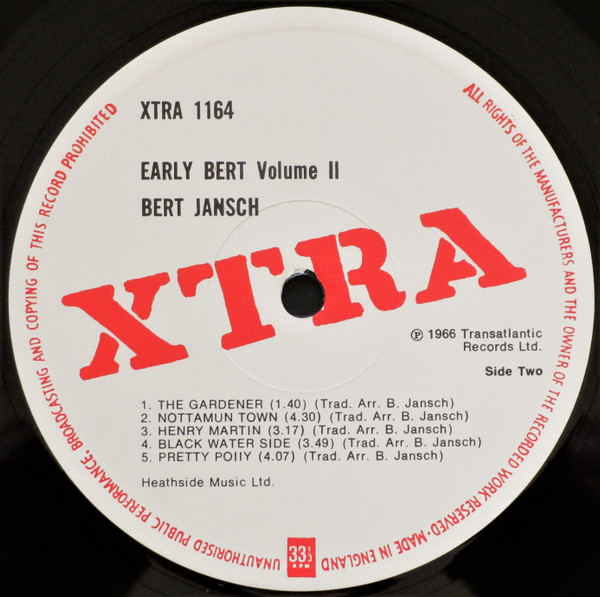 XTRA 1164
EARLY BERT Volume II
BERT JANSCH
XTRA
℗ 1966 Transatlantic
Records Ltd.
Side Two
1. THE GARDENER (1.40) (Trad. Arr. B. Jansch)
2. NOTTAMUN TOWN (4.30) (Trad. Arr. B. Jansch)
3. HENRY MARTIN (3.17) (Trad. Arr. B. Jansch)
4. BLACK WATER SIDE (3.49) (Trad. Arr. B. Jansch)
5. PRETTY POIIY (4.07) (Trad. Arr. B. Jansch)
Heathside Music Ltd.
ALL RIGHTS OF THE MANUFACTURERS AND THE OWNER OF THE RECORDED WORK RESERVED·MADE IN ENGLAND
33⅓
RPM
UNAUTHORISED PUBLIC PERFORMANCE, BROADCASTING AND COPYING OF THIS RECORD PROHIBITED